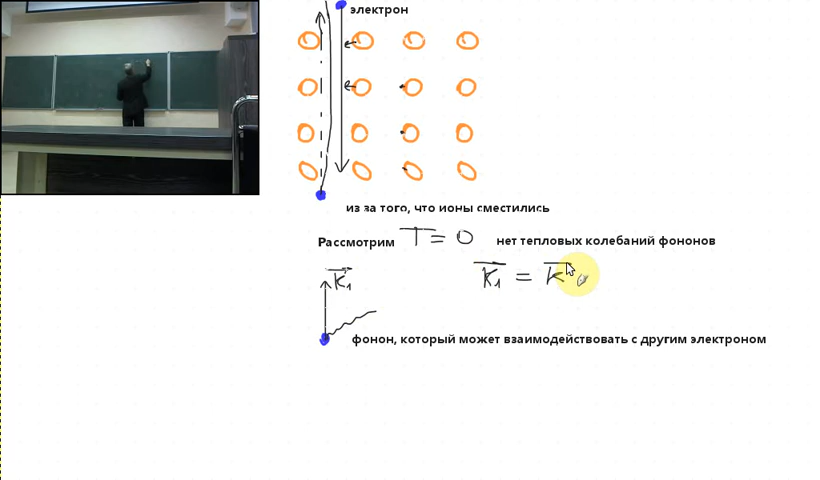 электрон
из за того, что ионы сместились
Рассмотрим T = 0 нет тепловых колебаний фононов
K₁ = K
K₁
фонон, который может взаимодействовать с другим электроном